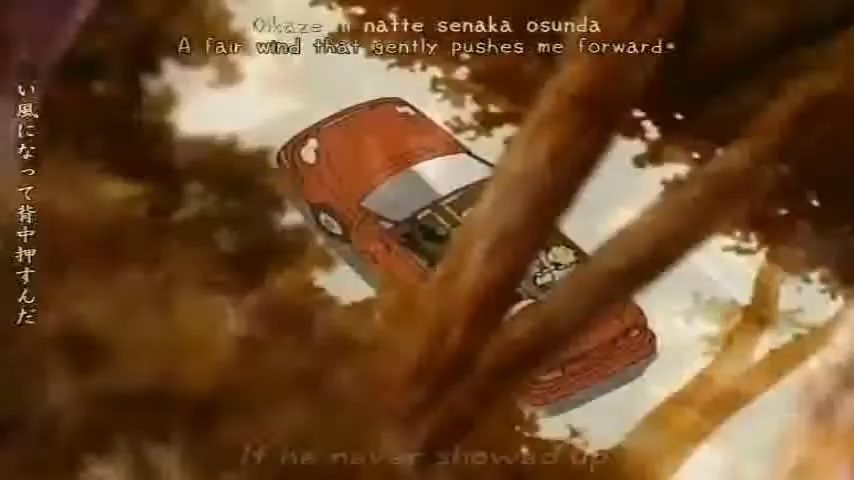 Oikaze ni natte senaka osunda
A fair wind that gently pushes me forward
い風になって背中押すんだ
If he never showed up